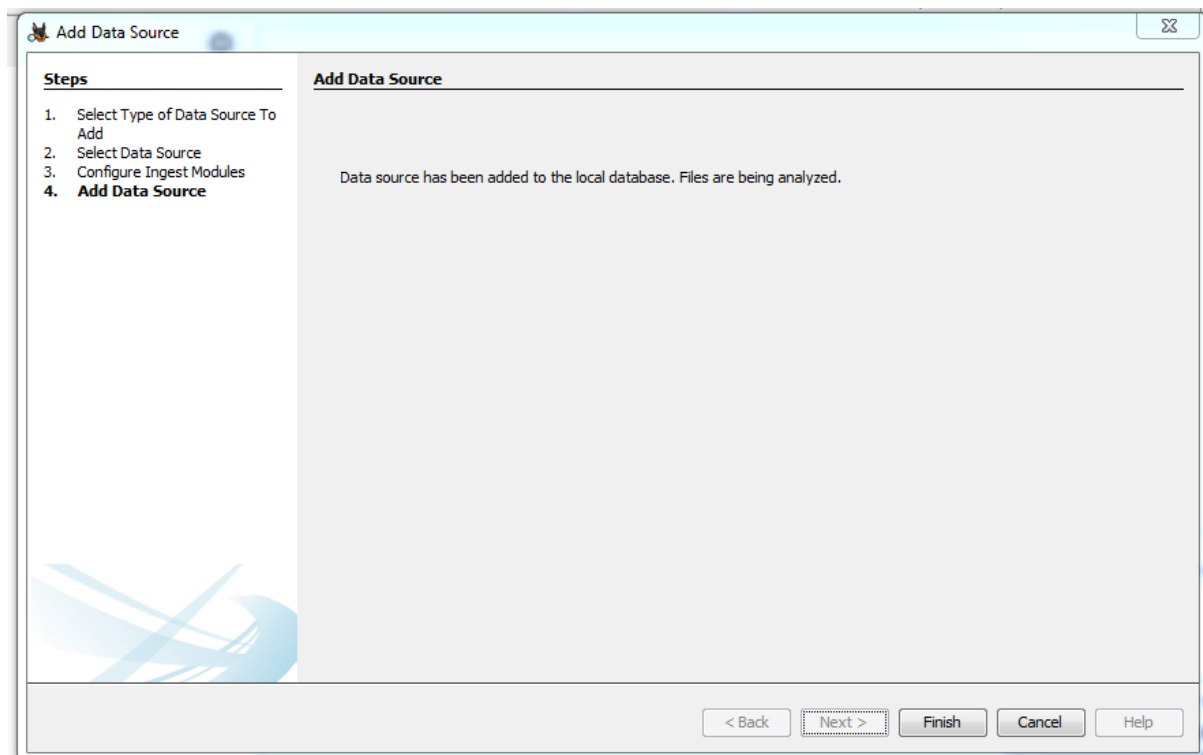 Add Data Source
Steps
1. Select Type of Data Source To
Add
2. Select Data Source
3. Configure Ingest Modules
4. Add Data Source
Add Data Source
Data source has been added to the local database. Files are being analyzed.
< Back Next > Finish Cancel Help